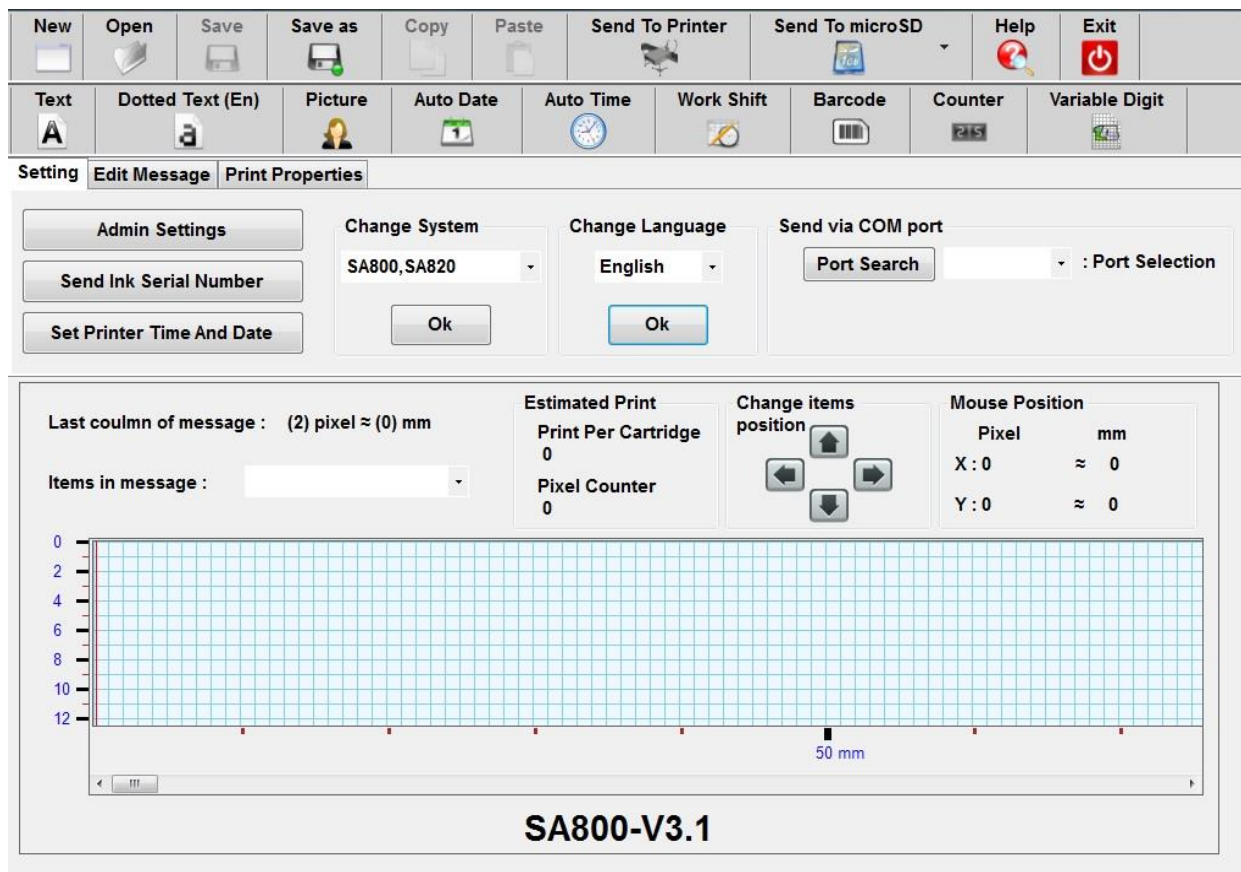 New Open Save Save as Copy Paste Send To Printer Send To microSD Help Exit
Text Dotted Text (En) Picture Auto Date Auto Time Work Shift Barcode Counter Variable Digit
Setting Edit Message Print Properties
Admin Settings
Send Ink Serial Number
Set Printer Time And Date
Change System
SA800,SA820
Ok
Change Language
English
Ok
Send via COM port
Port Search : Port Selection
Last coulmn of message : (2) pixel ≈ (0) mm
Items in message :
Estimated Print
Print Per Cartridge
0
Pixel Counter
0
Change items
position
Mouse Position
Pixel mm
X : 0 ≈ 0
Y : 0 ≈ 0
0
2
4
6
8
10
12
50 mm
SA800-V3.1